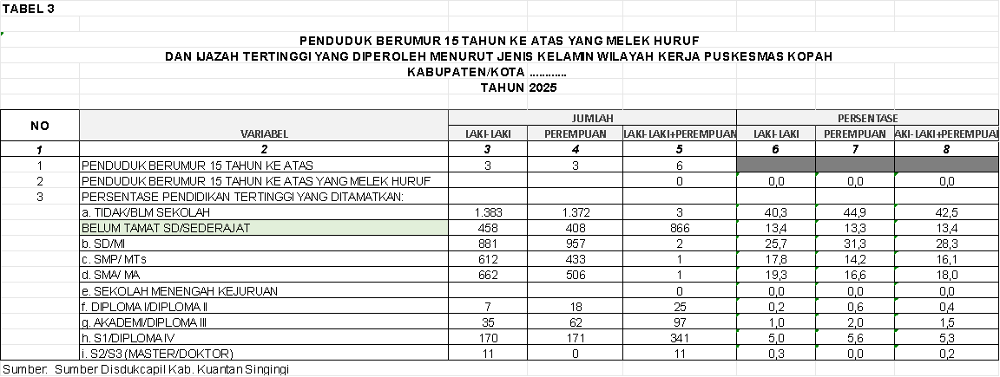 TABEL 3
PENDUDUK BERUMUR 15 TAHUN KE ATAS YANG MELEK HURUF
DAN IJAZAH TERTINGGI YANG DIPEROLEH MENURUT JENIS KELAMIN WILAYAH KERJA PUSKESMAS KOPAH
KABUPATEN/KOTA ............
TAHUN 2025
NO VARIABEL JUMLAH PERSENTASE
LAKI-LAKI PEREMPUAN LAKI-LAKI+PEREMPUAN LAKI-LAKI PEREMPUAN AKI-LAKI+PEREMPUA
1 2 3 4 5 6 7 8
1 PENDUDUK BERUMUR 15 TAHUN KE ATAS 3 3 6
2 PENDUDUK BERUMUR 15 TAHUN KE ATAS YANG MELEK HURUF 0 0,0 0,0 0,0
3 PERSENTASE PENDIDIKAN TERTINGGI YANG DITAMATKAN:
a. TIDAK/BLM SEKOLAH 1.383 1.372 3 40,3 44,9 42,5
BELUM TAMAT SD/SEDERAJAT 458 408 866 13,4 13,3 13,4
b. SD/MI 881 957 2 25,7 31,3 28,3
c. SMP/ MTs 612 433 1 17,8 14,2 16,1
d. SMA/ MA 662 506 1 19,3 16,6 18,0
e. SEKOLAH MENENGAH KEJURUAN 0 0,0 0,0 0,0
f. DIPLOMA I/DIPLOMA II 7 18 25 0,2 0,6 0,4
g. AKADEMI/DIPLOMA III 35 62 97 1,0 2,0 1,5
h. S1/DIPLOMA IV 170 171 341 5,0 5,6 5,3
i. S2/S3 (MASTER/DOKTOR) 11 0 11 0,3 0,0 0,2
Sumber: Sumber Disdukcapil Kab. Kuantan Singingi